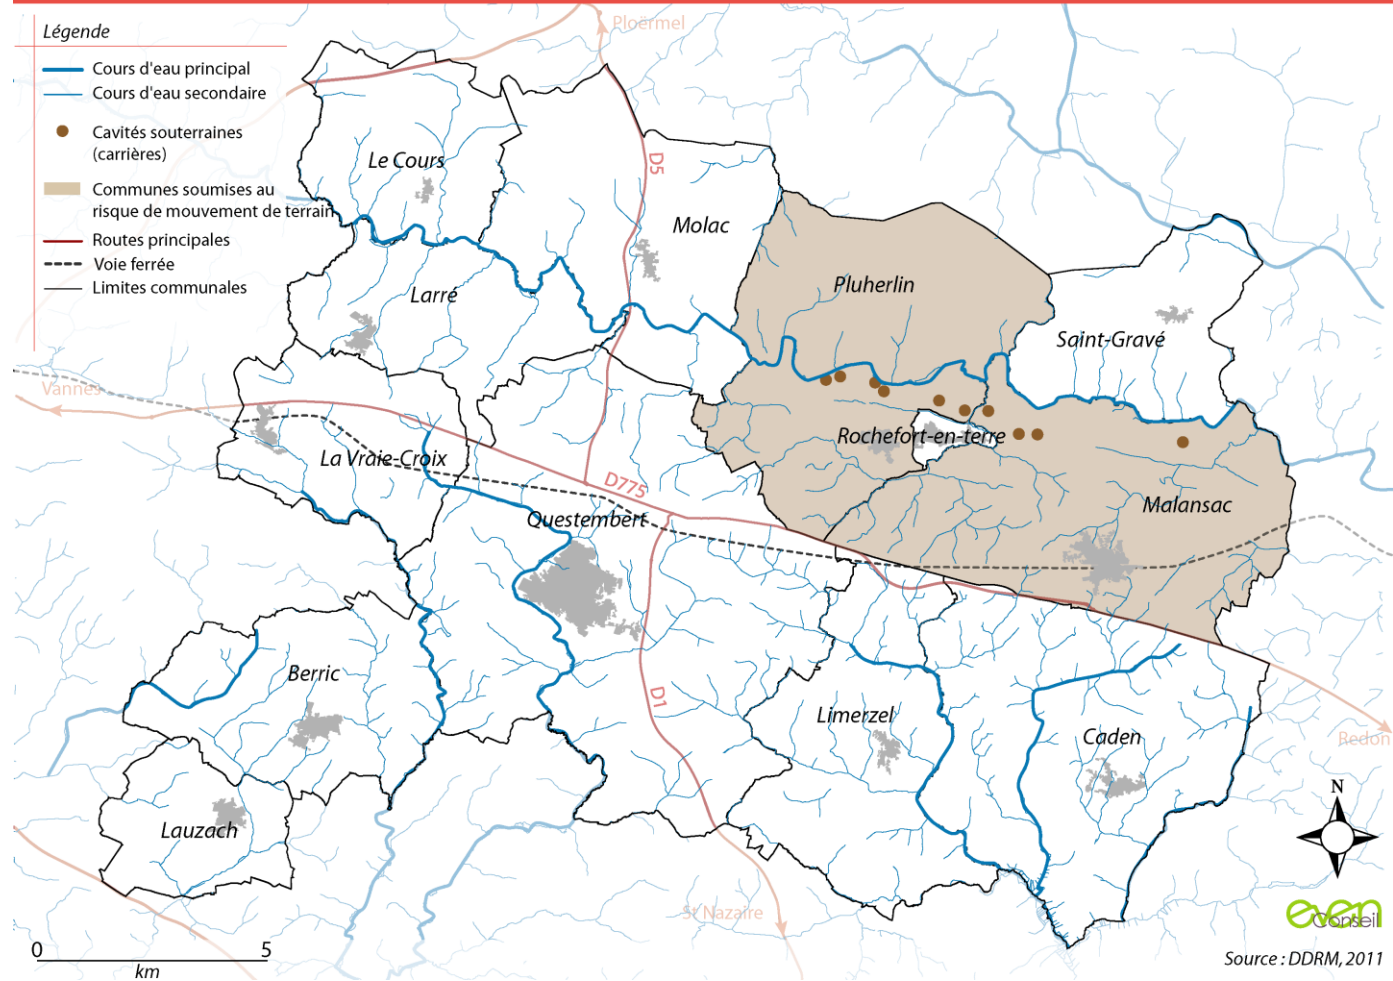 Légende
Cours d'eau principal
Cours d'eau secondaire
Cavités souterraines
(carrières)
Communes soumises au
risque de mouvement de terrain
Routes principales
Voie ferrée
Limites communales
Ploërmel
D5
Le Cours
Molac
Larré
Pluherlin
Saint-Gravé
Vannes
Rochefort-en-terre
La Vraie-Croix
D775
Questembert
Malansac
Berric
D1
Limerzel
Caden
Redon
Lauzach
N
St Nazaire
even
Conseil
0 5
km
Source : DDRM, 2011